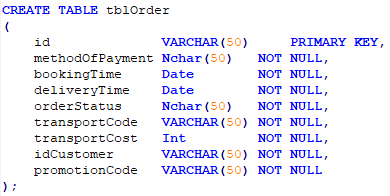 CREATE TABLE tblOrder
(
id VARCHAR(50) PRIMARY KEY,
methodOfPayment Nchar(50) NOT NULL,
bookingTime Date NOT NULL,
deliveryTime Date NOT NULL,
orderStatus Nchar(50) NOT NULL,
transportCode VARCHAR(50) NOT NULL,
transportCost Int NOT NULL,
idCustomer VARCHAR(50) NOT NULL,
promotionCode VARCHAR(50) NOT NULL
);